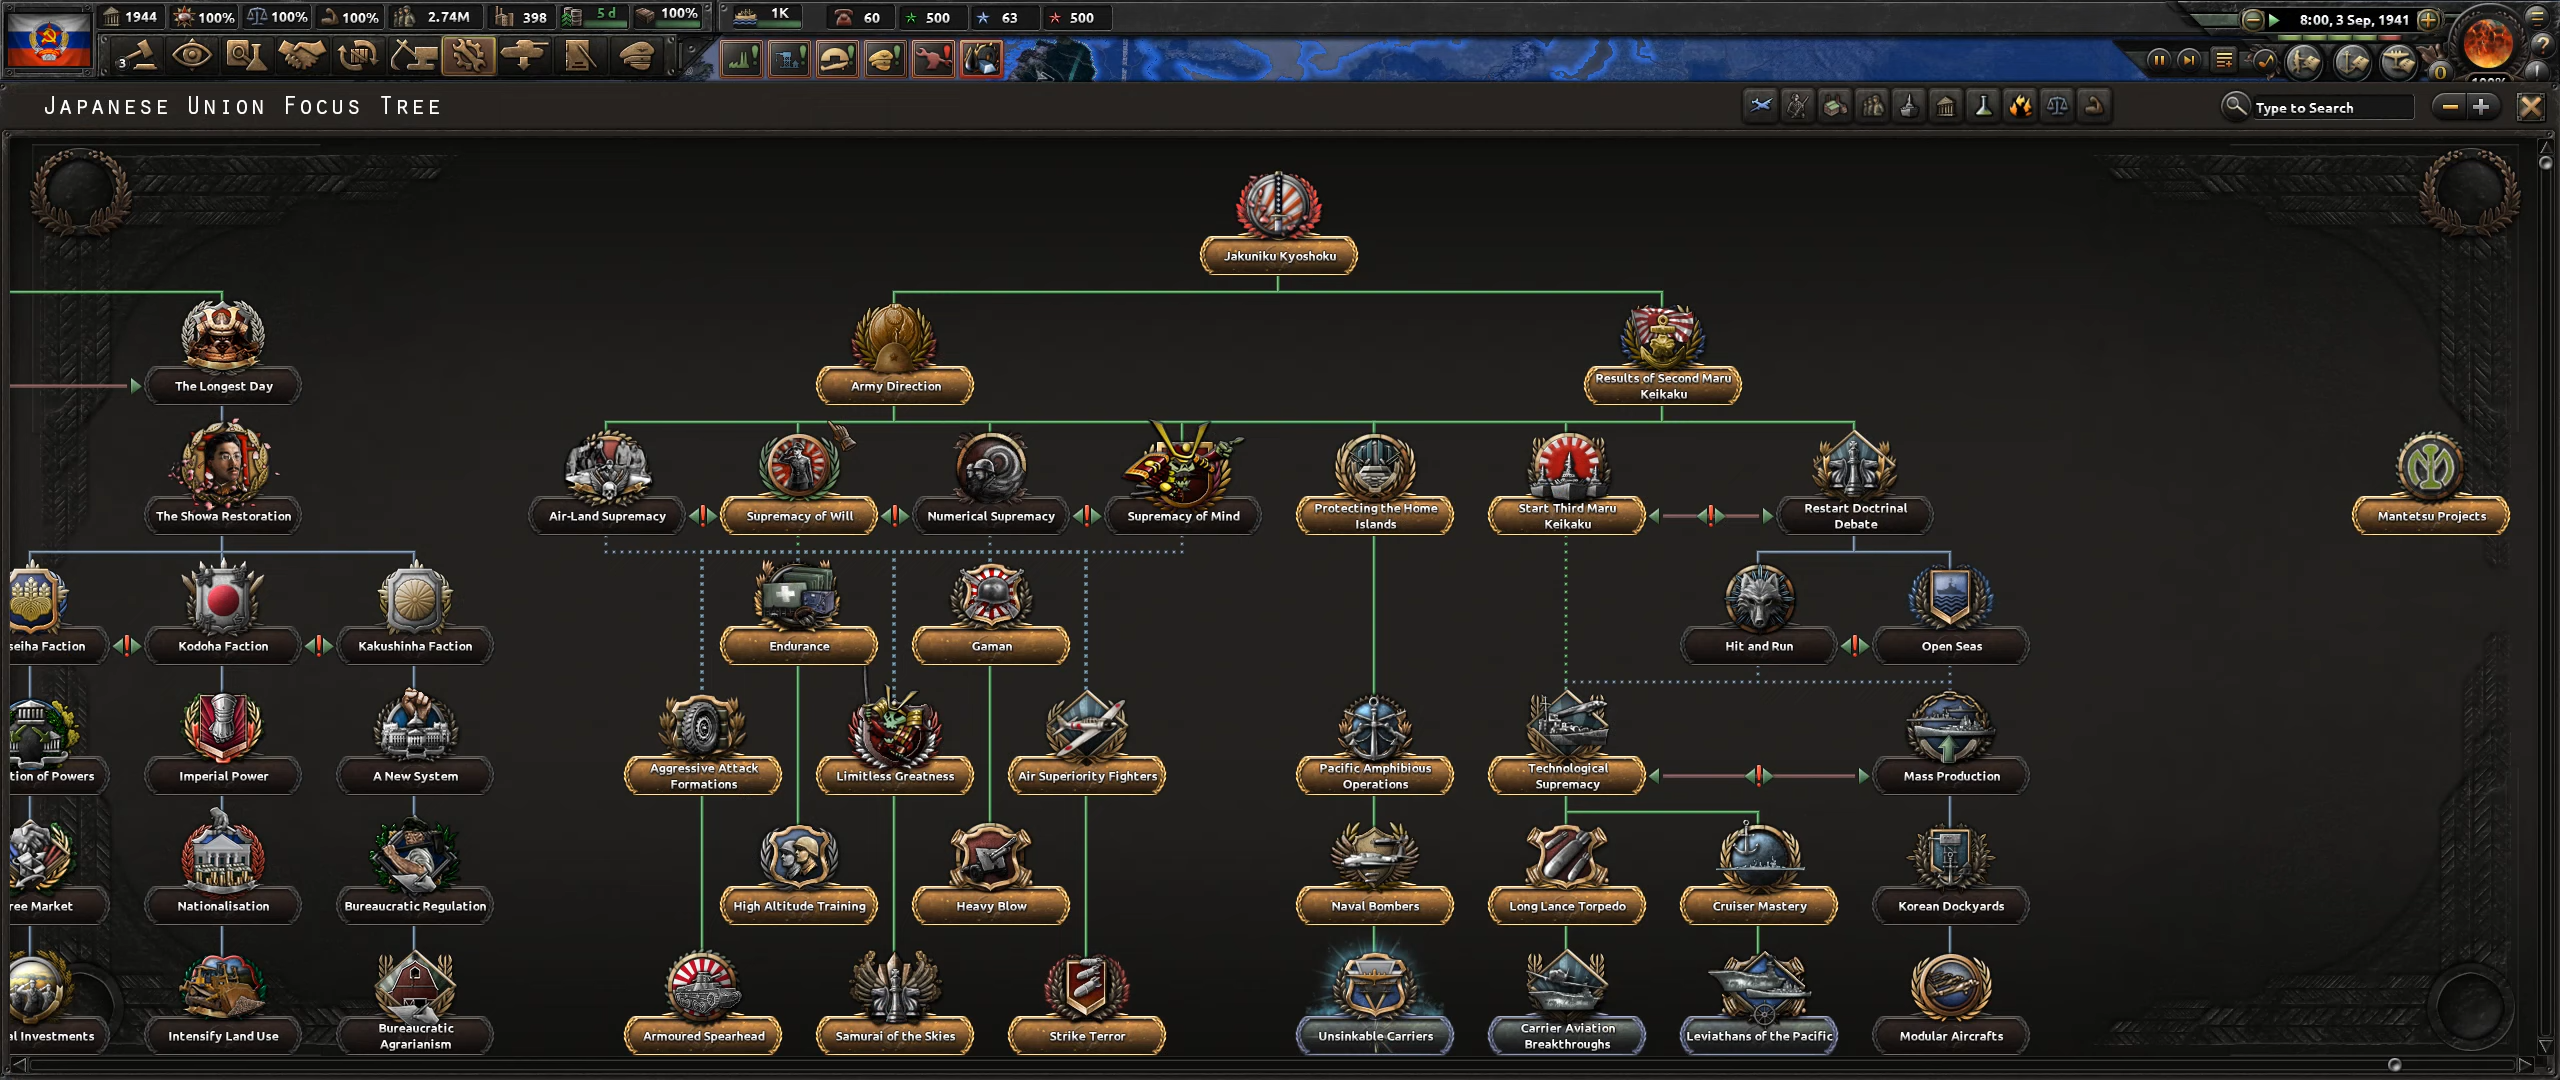 1944
100%
100%
100%
2.74M
398
5 d
100%
1K
60
500
63
500
8:00, 3 Sep, 1941
3
0
Japanese Union Focus Tree
Type to Search
Jakuniku Kyoshoku
The Longest Day
Army Direction
Results of Second Maru
Keikaku
The Showa Restoration
Air-Land Supremacy
Supremacy of Will
Numerical Supremacy
Supremacy of Mind
Protecting the Home
Islands
Start Third Maru
Keikaku
Restart Doctrinal
Debate
Mantetsu Projects
seiha Faction
Kodoha Faction
Kakushinha Faction
Endurance
Gaman
Hit and Run
Open Seas
tion of Powers
Imperial Power
A New System
Aggressive Attack
Formations
Limitless Greatness
Air Superiority Fighters
Pacific Amphibious
Operations
Technological
Supremacy
Mass Production
ree Market
Nationalisation
Bureaucratic Regulation
High Altitude Training
Heavy Blow
Naval Bombers
Long Lance Torpedo
Cruiser Mastery
Korean Dockyards
al Investments
Intensify Land Use
Bureaucratic
Agrarianism
Armoured Spearhead
Samurai of the Skies
Strike Terror
Unsinkable Carriers
Carrier Aviation
Breakthroughs
Leviathans of the Pacific
Modular Aircrafts